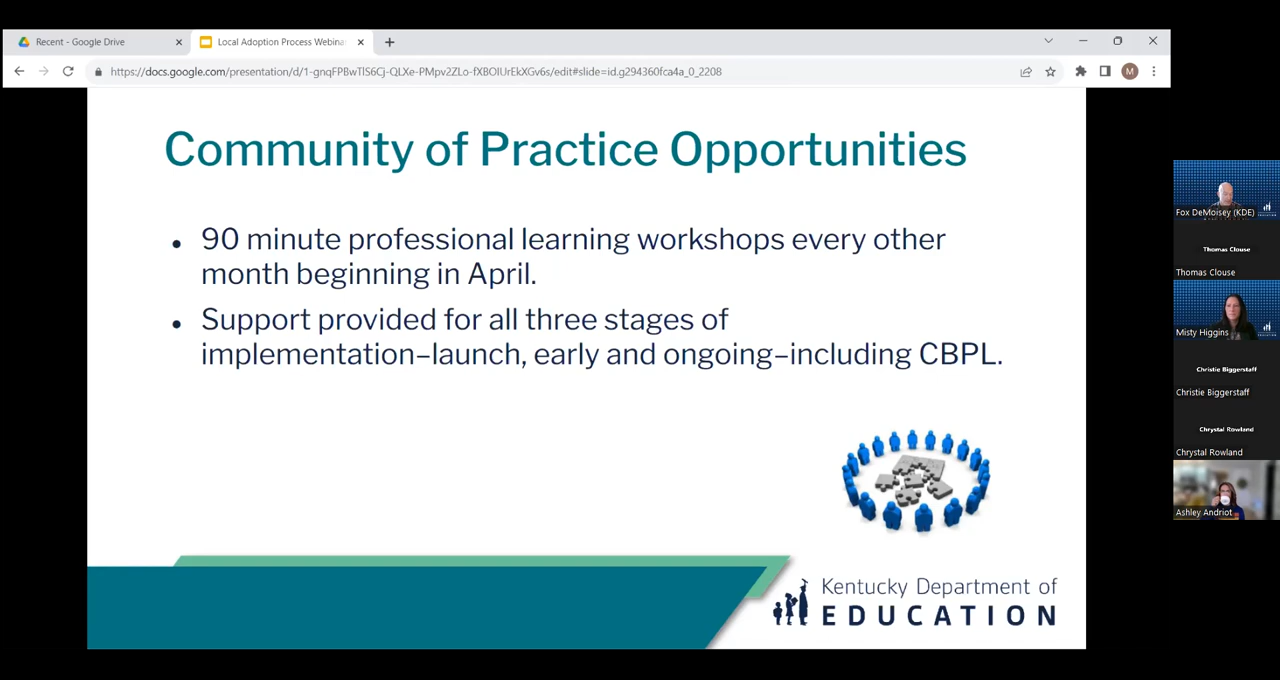 Recent - Google Drive
Local Adoption Process Webinar
https://docs.google.com/presentation/d/1-gnqFPBwTlS6Cj-QLXe-PMpv2ZLo-fXBOIUrEkXGv6s/edit#slide=id.g294360fca4a_0_2208
M
Community of Practice Opportunities
• 90 minute professional learning workshops every other
month beginning in April.
• Support provided for all three stages of
implementation–launch, early and ongoing–including CBPL.
Kentucky Department of
EDUCATION
Fox DeMoisey (KDE)
Thomas Clouse
Thomas Clouse
Misty Higgins
Christie Biggerstaff
Christie Biggerstaff
Chrystal Rowland
Chrystal Rowland
Ashley Andriot